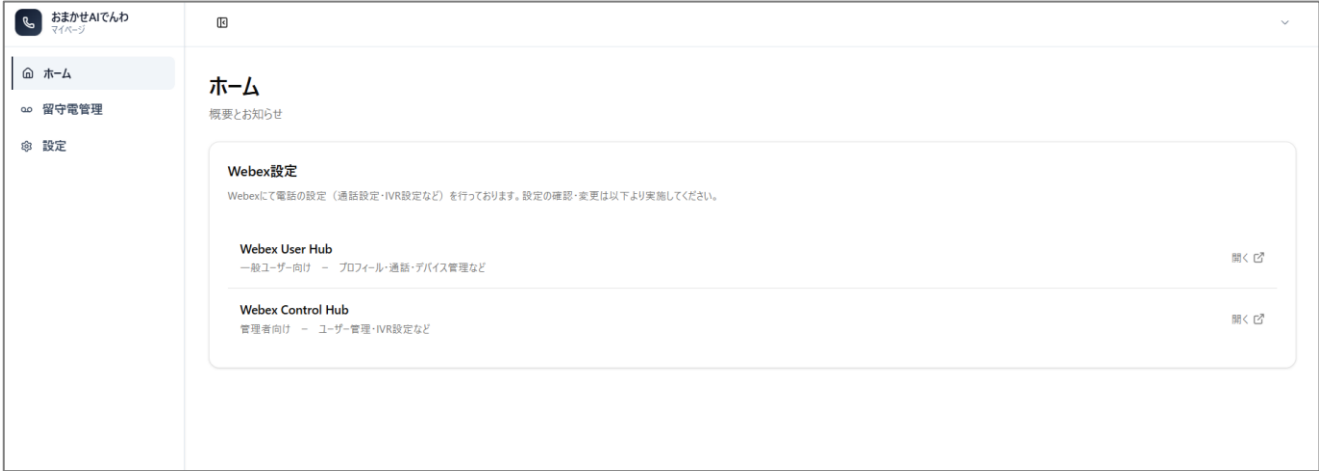 おまかせAIでんわ
マイページ
ホーム
留守電管理
設定
ホーム
概要とお知らせ
Webex設定
Webexにて電話の設定（通話設定・IVR設定など）を行っております。設定の確認・変更は以下より実施してください。
Webex User Hub
一般ユーザー向け － プロフィール・通話・デバイス管理など
開く
Webex Control Hub
管理者向け － ユーザー管理・IVR設定など
開く